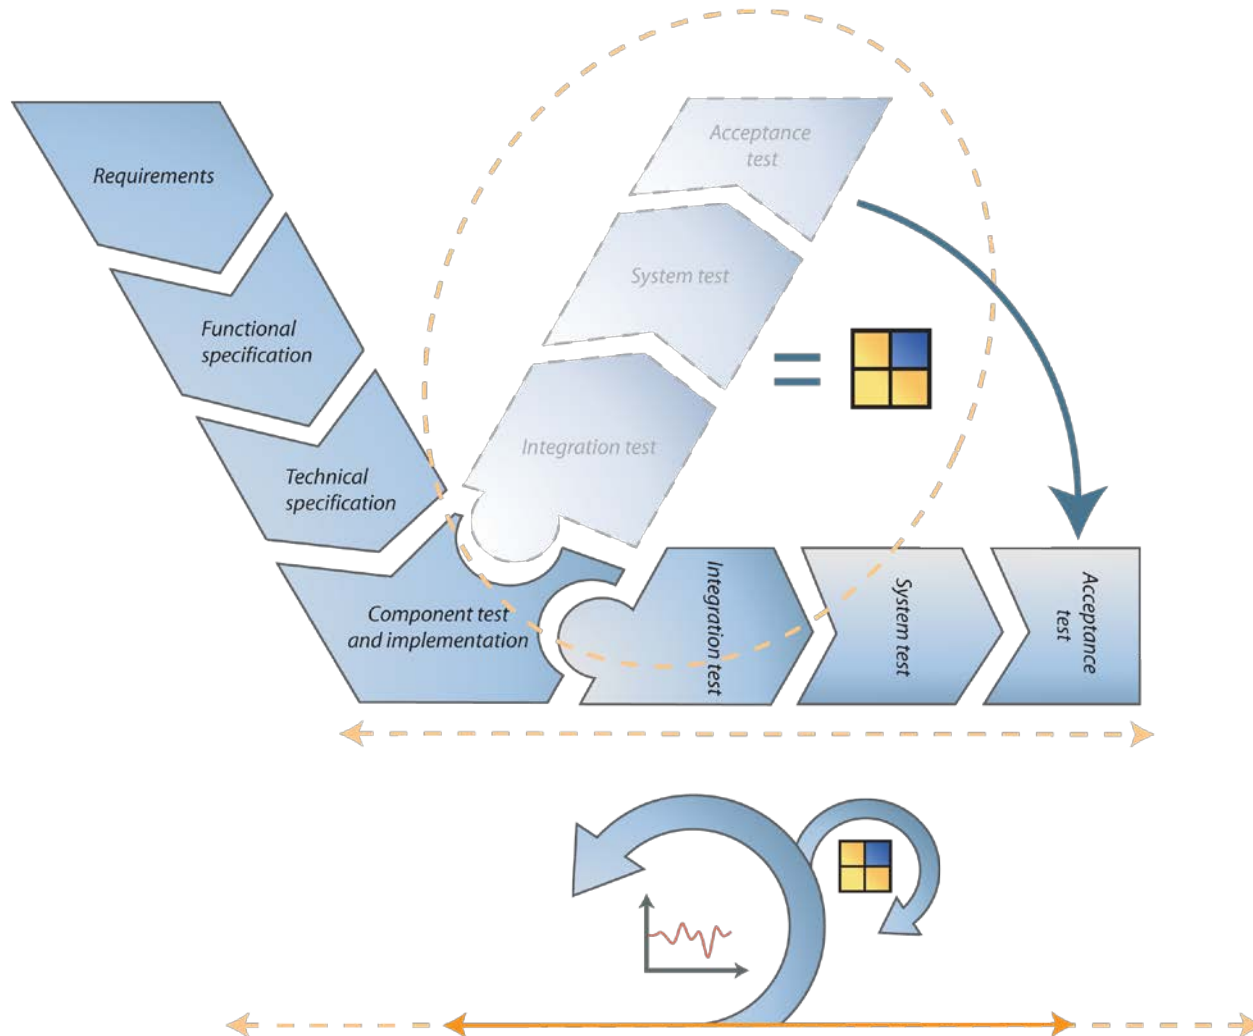 Requirements
Functional
specification
Technical
specification
Component test
and implementation
Acceptance
test
System test
Integration test
Integration test
System test
Acceptance
test